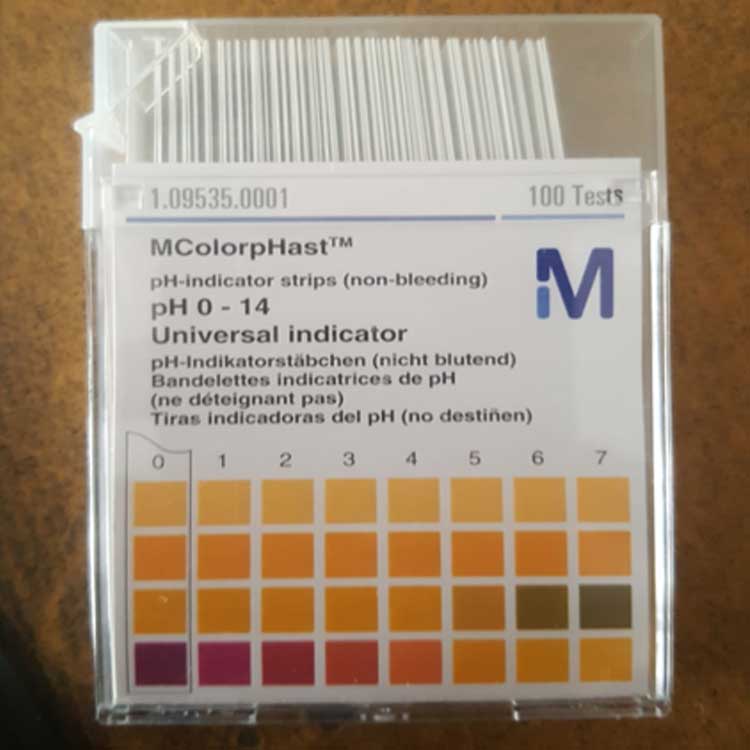 1.09535.0001 100 Tests
MColorpHast™
M
pH-indicator strips (non-bleeding)
pH 0 - 14
Universal indicator
pH-Indikatorstäbchen (nicht blutend)
Bandelettes indicatrices de pH
(ne déteignant pas)
Tiras indicadoras del pH (no destiñen)
0 1 2 3 4 5 6 7